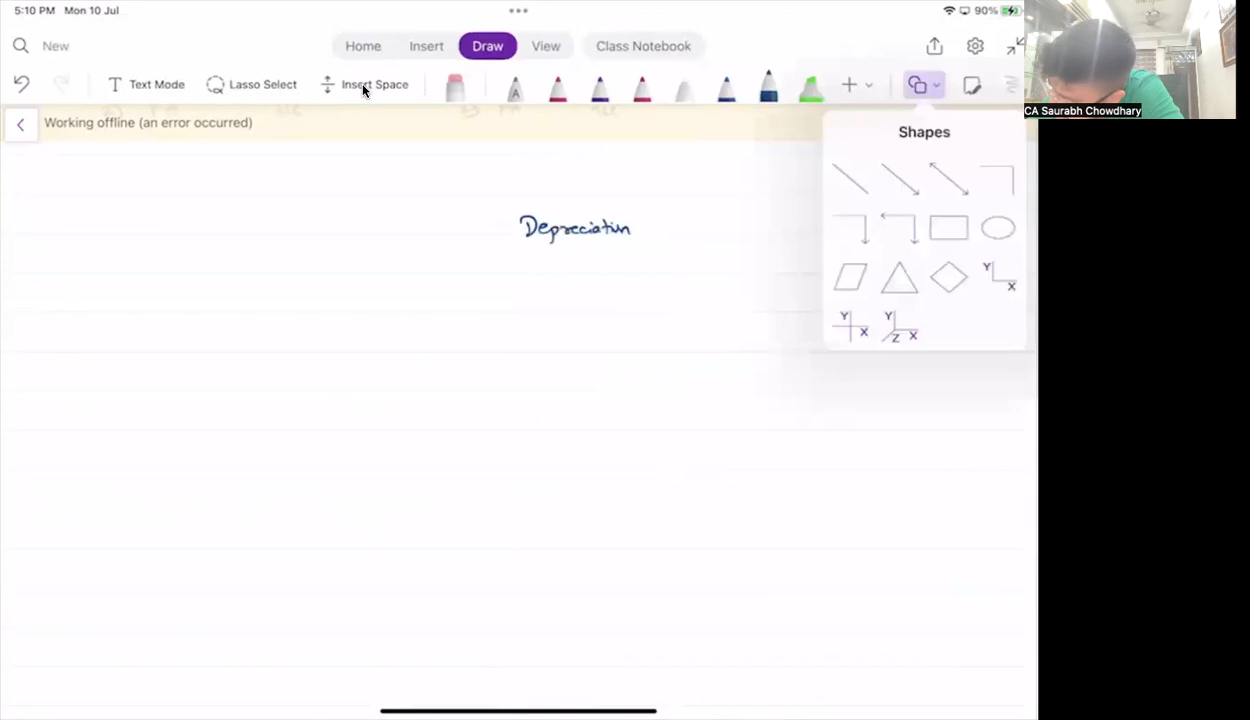 5:10 PM Mon 10 Jul
90%
New
Home Insert Draw View Class Notebook
Text Mode Lasso Select Insert Space
A
CA Saurabh Chowdhary
Working offline (an error occurred)
Shapes
Depreciation
Y
X
Y
X
Y
Z X